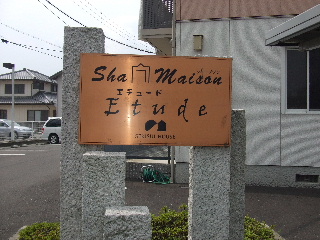 Sha Maison
エチュード
Etude
SEKISUI HOUSE